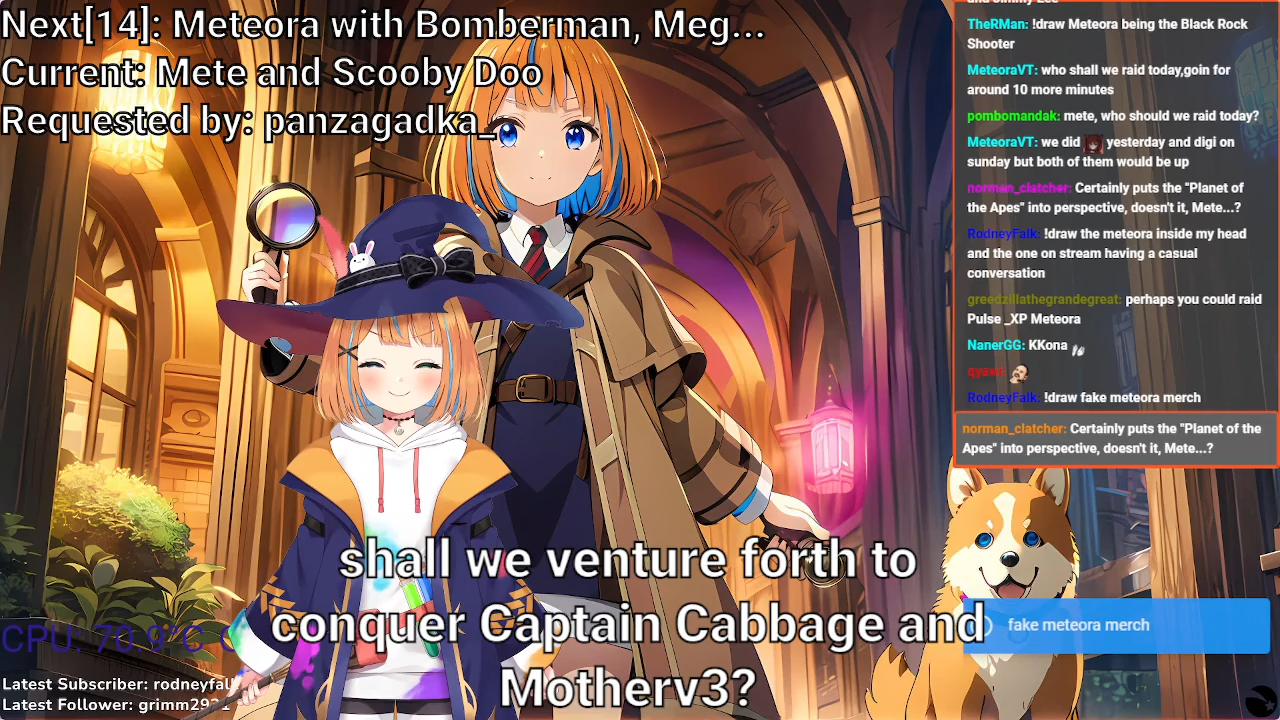 Next[14]: Meteora with Bomberman, Meg...
Current: Mete and Scooby Doo
Requested by: panzagadka_
TheRMan: !draw Meteora being the Black Rock
Shooter
MeteoraVT: who shall we raid today,goin for
around 10 more minutes
pombomandak: mete, who should we raid today?
MeteoraVT: we did yesterday and digi on
sunday but both of them would be up
norman_clatcher: Certainly puts the "Planet of
the Apes" into perspective, doesn't it, Mete...?
RodneyFalk: !draw the meteora inside my head
and the one on stream having a casual
conversation
greedzillathegrandegreat: perhaps you could raid
Pulse _XP Meteora
NanerGG: KKona
RodneyFalk: !draw fake meteora merch
norman_clatcher: Certainly puts the "Planet of the
Apes" into perspective, doesn't it, Mete...?
shall we venture forth to
conquer Captain Cabbage and
Motherv3?
fake meteora merch
CPU: 70.9°C
Latest Subscriber: rodneyfalk
Latest Follower: grimm2921